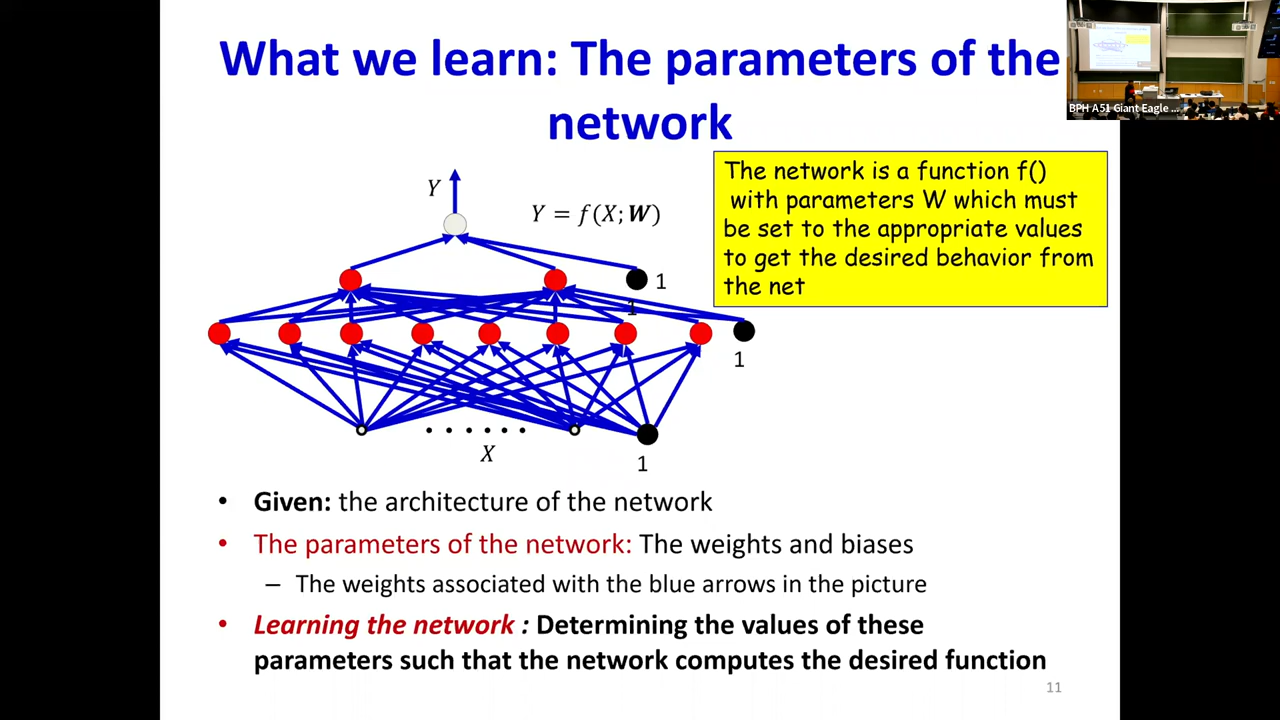 What we learn: The parameters of the
network
BPH A51 Giant Eagle ...
The network is a function f()
with parameters W which must
be set to the appropriate values
to get the desired behavior from
the net
Y
Y = f(X; W)
1
1
1
X
1
• Given: the architecture of the network
• The parameters of the network: The weights and biases
– The weights associated with the blue arrows in the picture
• Learning the network : Determining the values of these
parameters such that the network computes the desired function
11